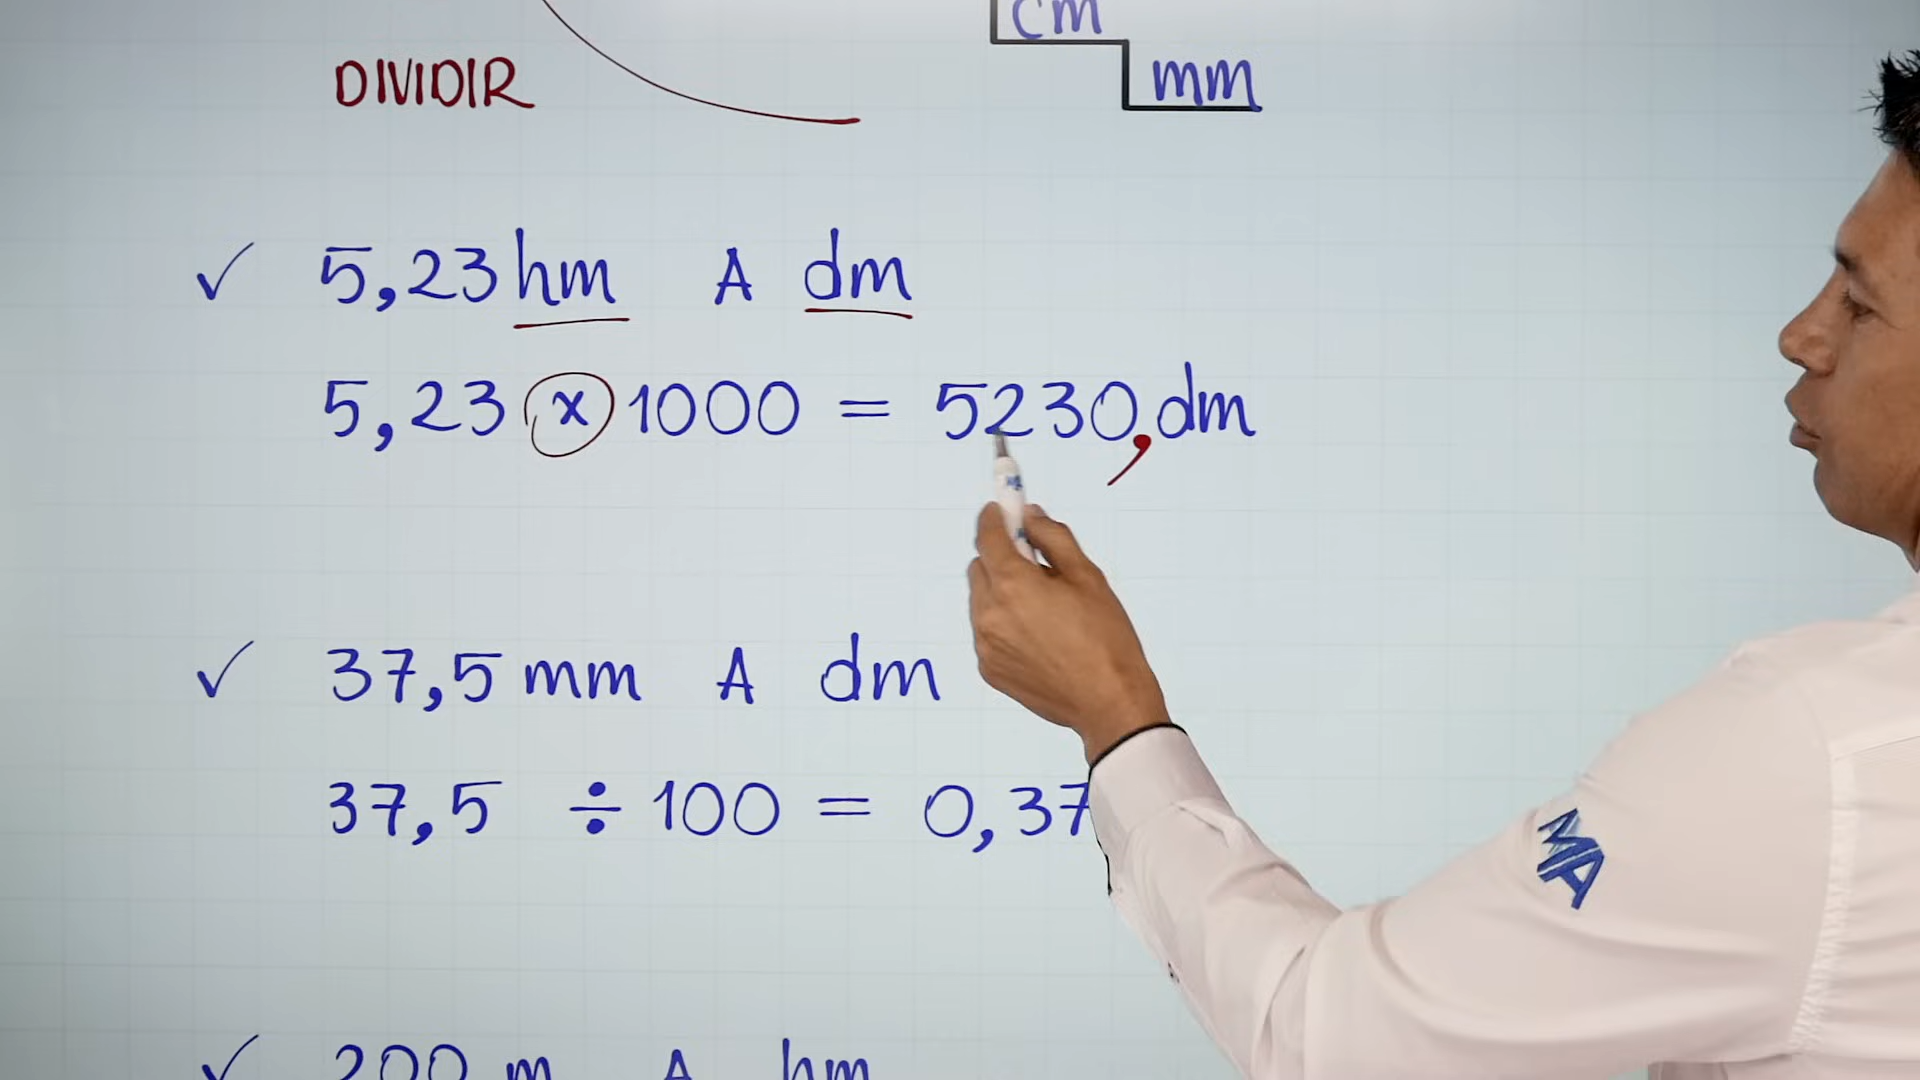 cm
DIVIDIR
mm
✓ 5,23 hm A dm
5,23 x 1000 = 5230, dm
✓ 37,5 mm A dm
37,5 ÷ 100 = 0,37
MA
✓ 200 m A hm